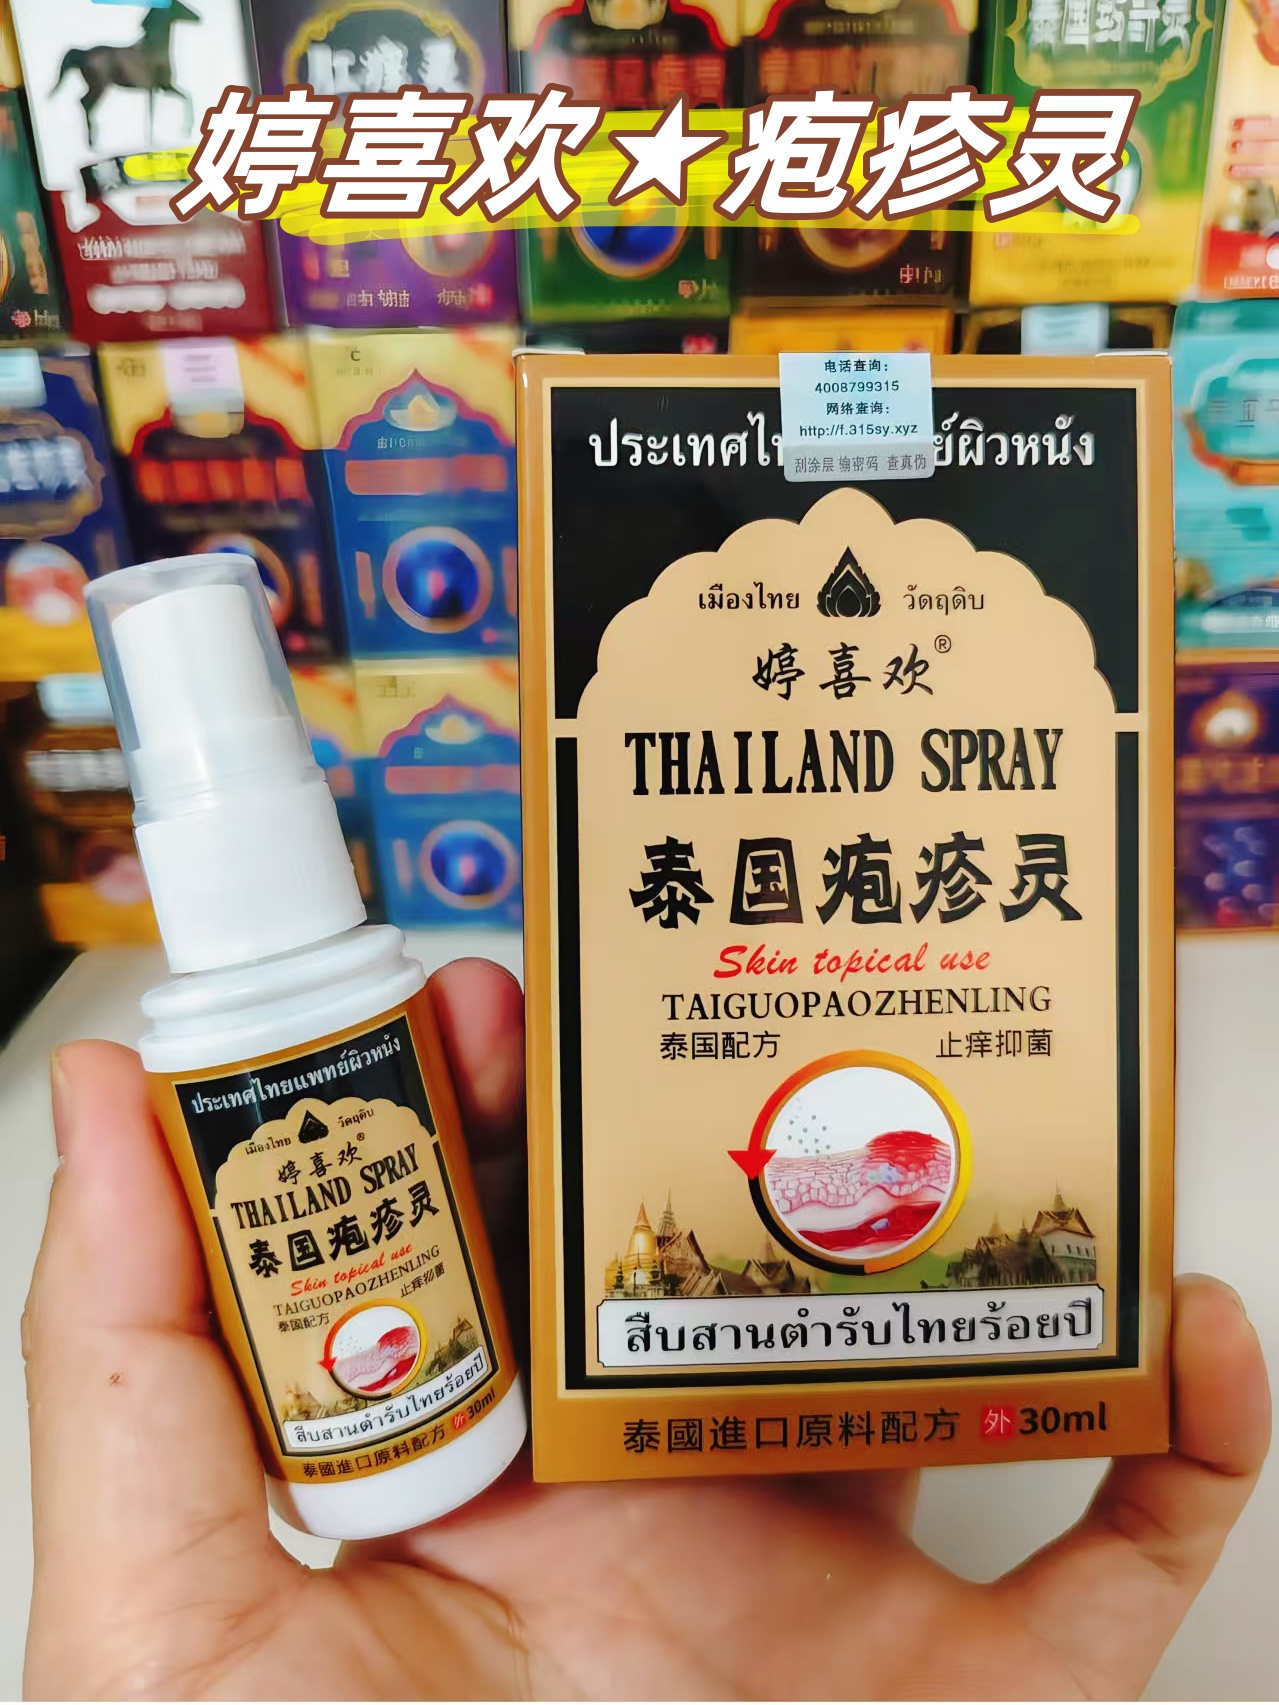 婷喜欢★疱疹灵
电话查询：
4008799315
网络查询：
http://f.315sy.xyz
刮涂层 输密码 查真伪
เมืองไทย วัดฤดิบ
婷喜欢®
THAILAND SPRAY
泰国疱疹灵
Skin topical use
TAIGUOPAOZHENLING
泰国配方 止痒抑菌
สืบสานตำรับไทยร้อยปี
泰國進口原料配方 外 30ml
ประเทศไทยแพทย์ผิวหนัง
เมืองไทย วัดฤดิบ
婷喜欢®
THAILAND SPRAY
泰国疱疹灵
Skin topical use
TAIGUOPAOZHENLING
泰国配方 止痒抑菌
สืบสานตำรับไทยร้อยปี
泰國進口原料配方 外 30ml